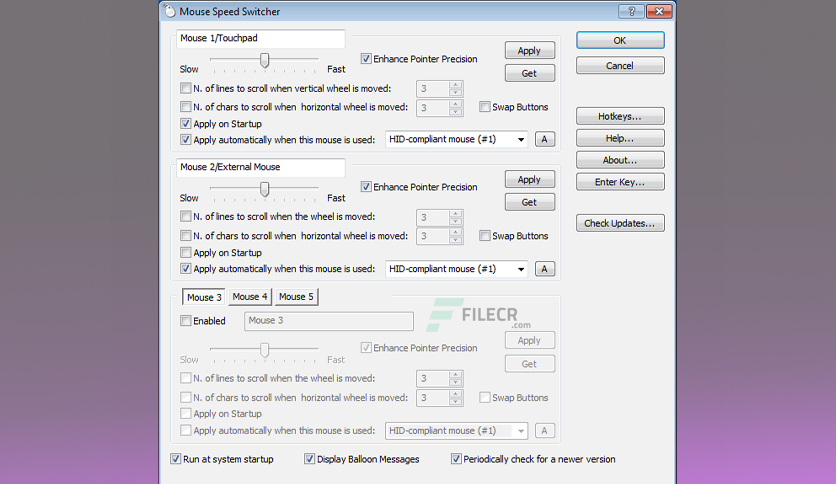 Mouse Speed Switcher
?
Mouse 1/Touchpad
Slow Fast
Enhance Pointer Precision
Apply
Get
N. of lines to scroll when vertical wheel is moved: 3
N. of chars to scroll when horizontal wheel is moved: 3
Swap Buttons
Apply on Startup
Apply automatically when this mouse is used: HID-compliant mouse (#1) A
Mouse 2/External Mouse
Slow Fast
Enhance Pointer Precision
Apply
Get
N. of lines to scroll when the wheel is moved: 3
N. of chars to scroll when horizontal wheel is moved: 3
Swap Buttons
Apply on Startup
Apply automatically when this mouse is used: HID-compliant mouse (#1) A
Mouse 3 Mouse 4 Mouse 5
FILECR
.com
Enabled Mouse 3
Slow Fast
Enhance Pointer Precision
Apply
Get
N. of lines to scroll when the wheel is moved: 3
N. of chars to scroll when horizontal wheel is moved: 3
Swap Buttons
Apply on Startup
Apply automatically when this mouse is used: HID-compliant mouse (#1) A
Run at system startup Display Balloon Messages Periodically check for a newer version
OK
Cancel
Hotkeys...
Help...
About...
Enter Key...
Check Updates...